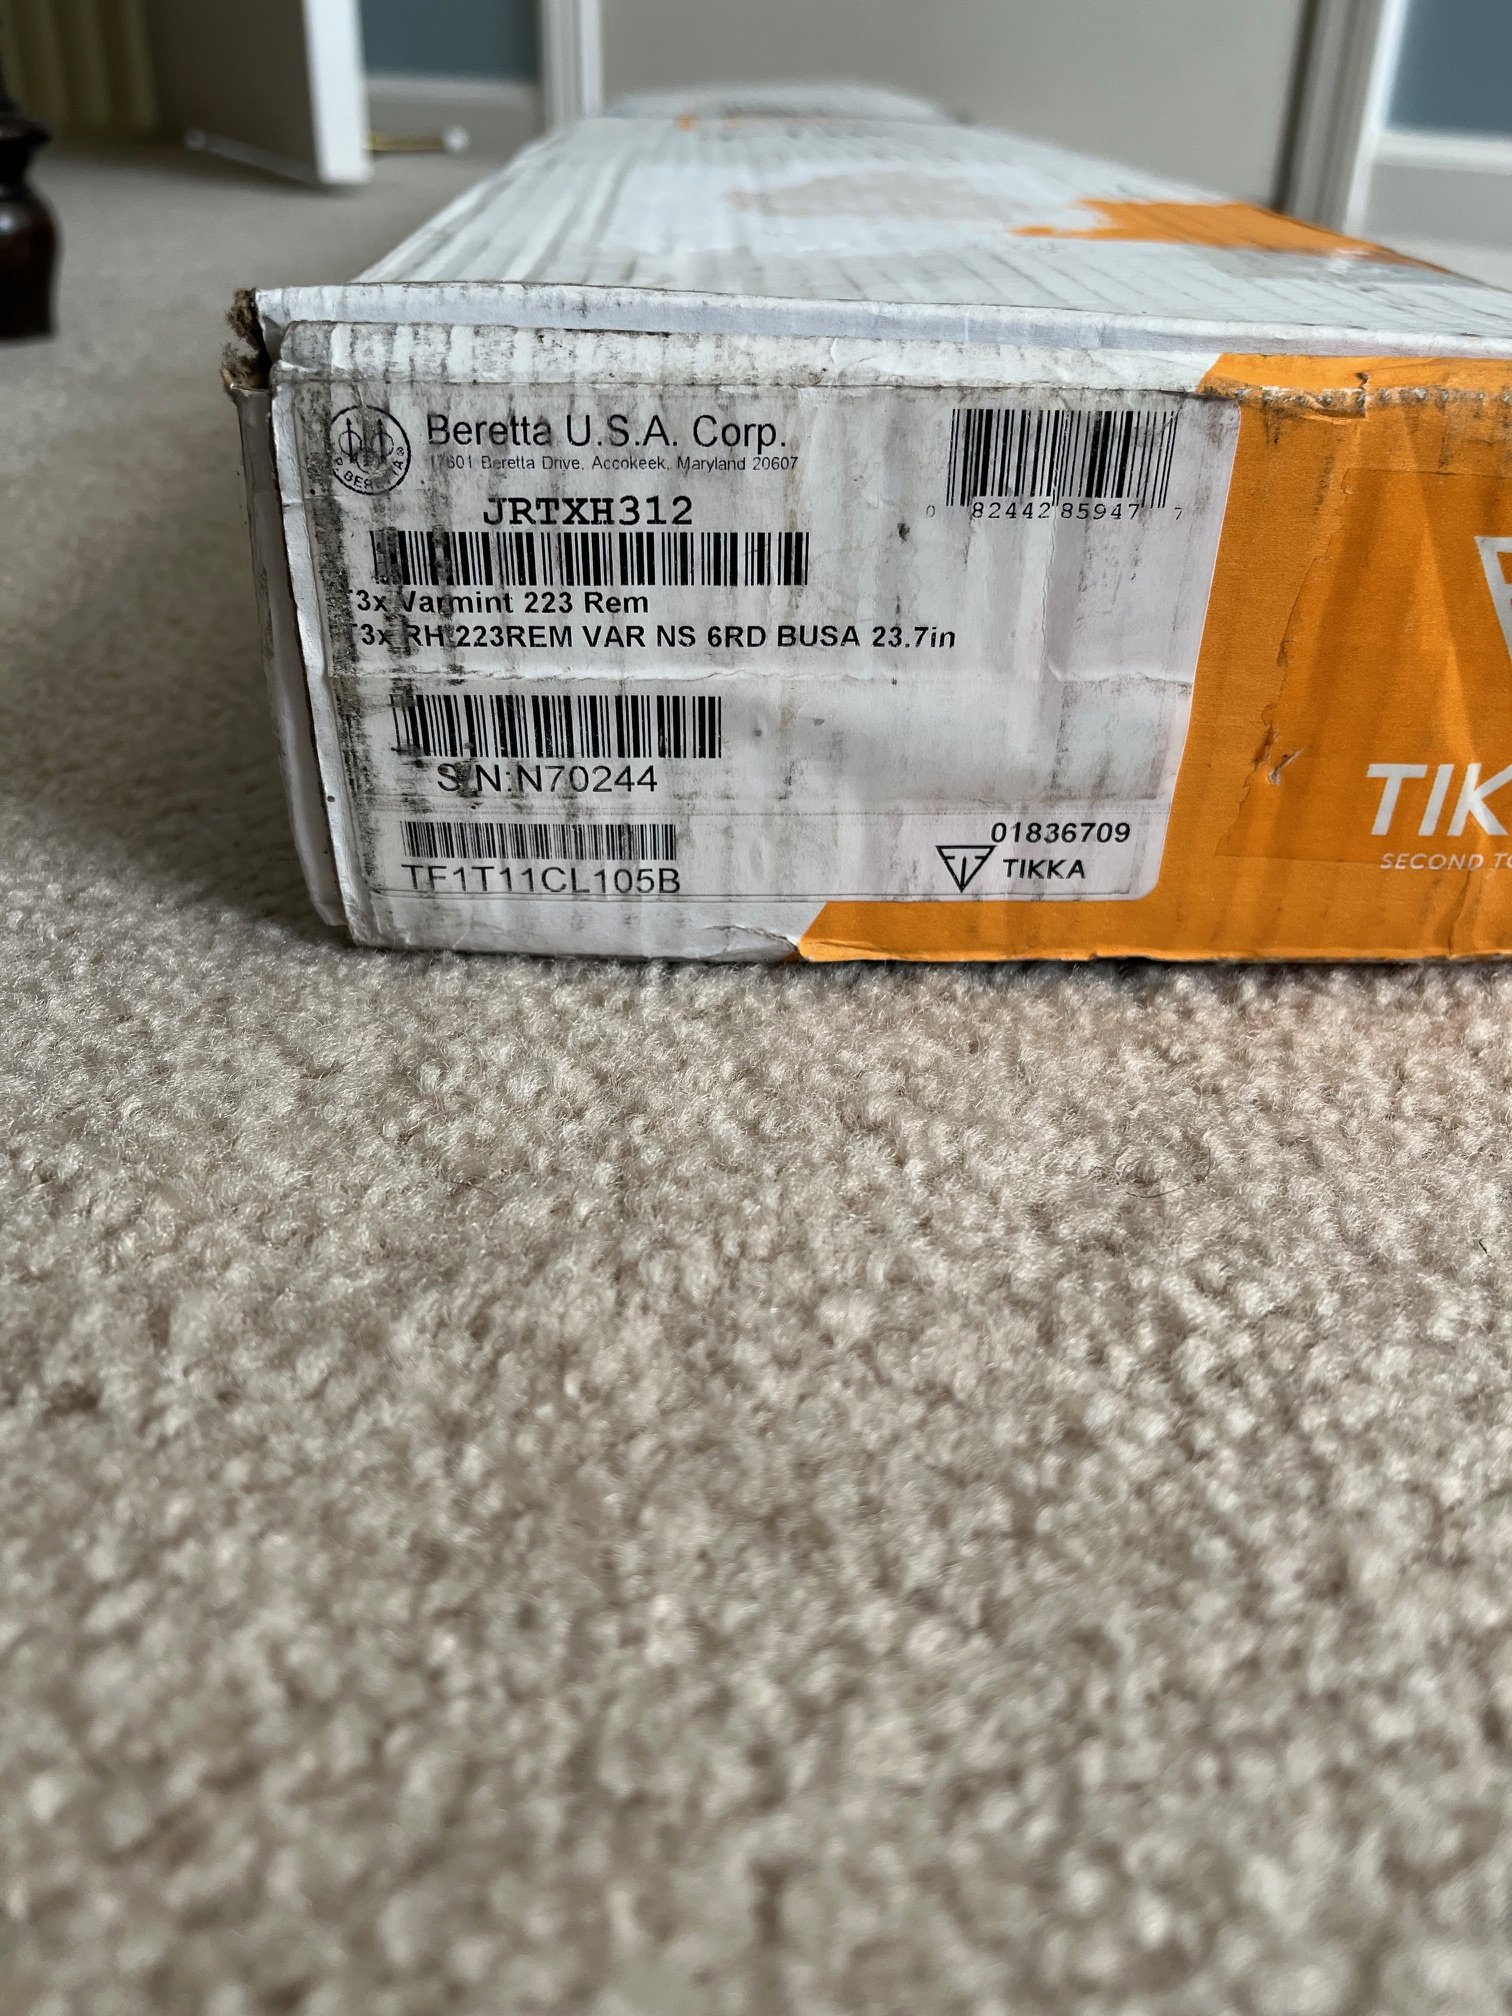 Beretta U.S.A. Corp.
17601 Beretta Drive, Accokeek, Maryland 20607
JRTXH312
0 82442 85947 7
T3x Varmint 223 Rem
T3x RH 223REM VAR NS 6RD BUSA 23.7in
S/N:N70244
TF1T11CL105B
01836709
TIKKA
TIK
SECOND TO